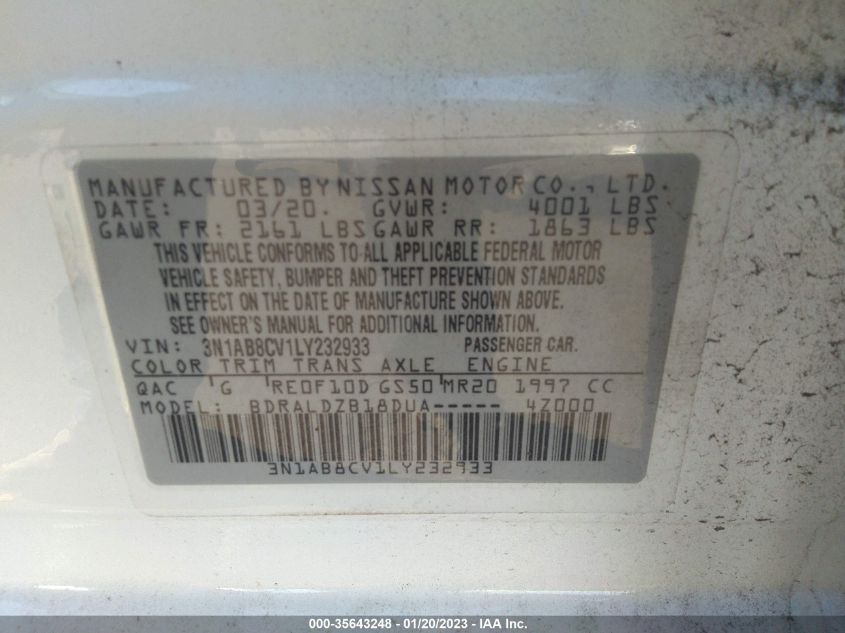 MANUFACTURED BY NISSAN MOTOR CO., LTD.
DATE: 03/20. GVWR: 4001 LBS
GAWR FR: 2161 LBS GAWR RR: 1863 LBS
THIS VEHICLE CONFORMS TO ALL APPLICABLE FEDERAL MOTOR
VEHICLE SAFETY, BUMPER AND THEFT PREVENTION STANDARDS
IN EFFECT ON THE DATE OF MANUFACTURE SHOWN ABOVE.
SEE OWNER'S MANUAL FOR ADDITIONAL INFORMATION.
VIN: 3N1AB8CV1LY232933 PASSENGER CAR.
COLOR TRIM TRANS AXLE ENGINE
QAC G RE0F10D GS50 MR20 1997 CC
MODEL: BDRALDZB18DUA----- 4Z000
3N1AB8CV1LY232933
000-35643248 - 01/20/2023 - IAA Inc.